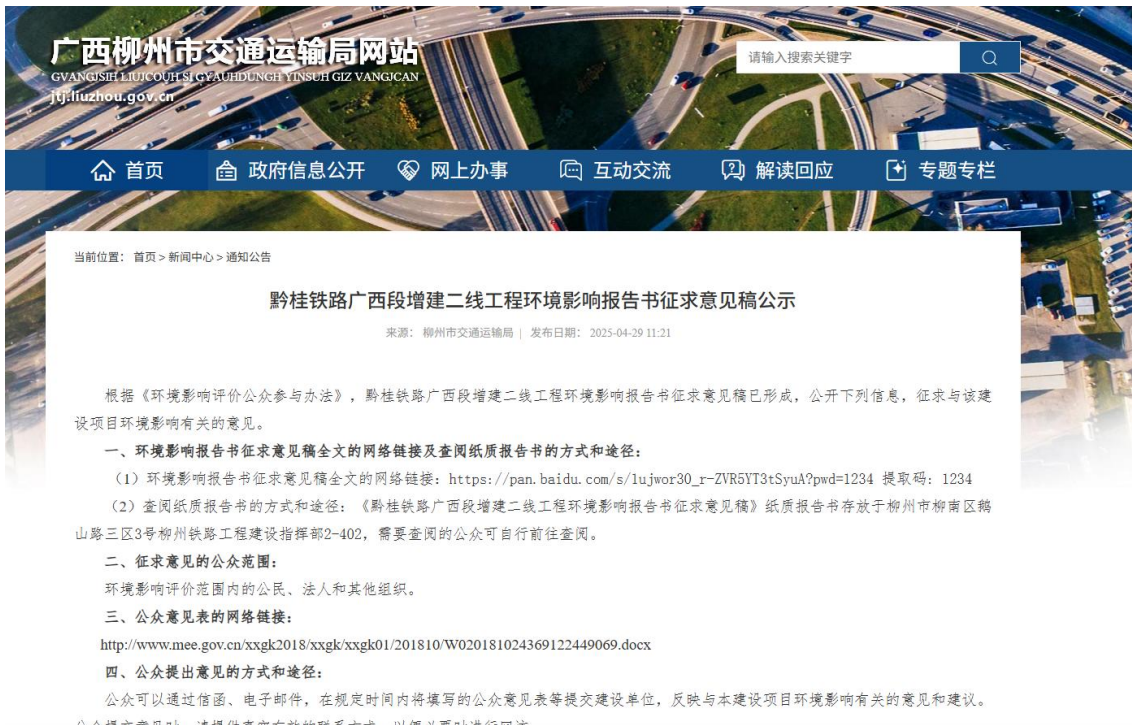 广西柳州市交通运输局网站
GVANGJSIH LIUJCOUH SI GYAUHDUNGH YINSUH GIZ VANGJCAN
jtj.liuzhou.gov.cn
请输入搜索关键字
首页 政府信息公开 网上办事 互动交流 解读回应 专题专栏
当前位置： 首页 > 新闻中心 > 通知公告
黔桂铁路广西段增建二线工程环境影响报告书征求意见稿公示
来源： 柳州市交通运输局 | 发布日期： 2025-04-29 11:21
根据《环境影响评价公众参与办法》，黔桂铁路广西段增建二线工程环境影响报告书征求意见稿已形成，公开下列信息，征求与该建
设项目环境影响有关的意见。
一、环境影响报告书征求意见稿全文的网络链接及查阅纸质报告书的方式和途径：
（1）环境影响报告书征求意见稿全文的网络链接：https://pan.baidu.com/s/1ujwor30_r-ZVR5YT3tSyuA?pwd=1234 提取码：1234
（2）查阅纸质报告书的方式和途径：《黔桂铁路广西段增建二线工程环境影响报告书征求意见稿》纸质报告书存放于柳州市柳南区鹅
山路三区3号柳州铁路工程建设指挥部2-402，需要查阅的公众可自行前往查阅。
二、征求意见的公众范围：
环境影响评价范围内的公民、法人和其他组织。
三、公众意见表的网络链接：
http://www.mee.gov.cn/xxgk2018/xxgk/xxgk01/201810/W020181024369122449069.docx
四、公众提出意见的方式和途径：
公众可以通过信函、电子邮件，在规定时间内将填写的公众意见表等提交建设单位，反映与本建设项目环境影响有关的意见和建议。